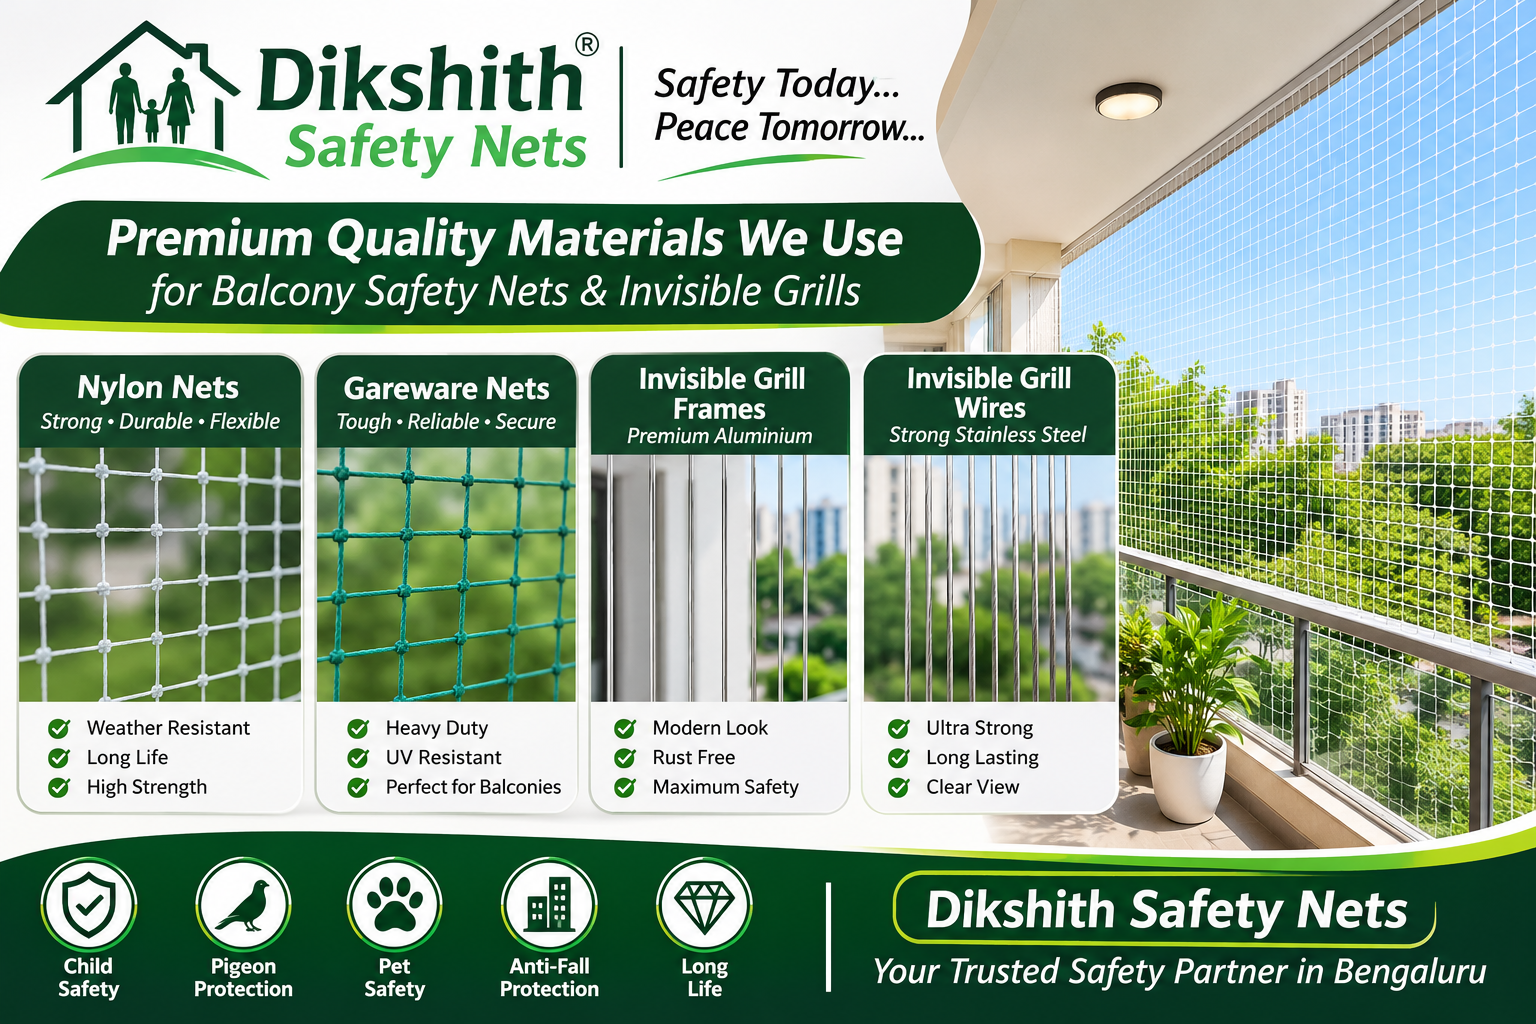 Dikshith®
Safety Nets
Safety Today...
Peace Tomorrow...
Premium Quality Materials We Use
for Balcony Safety Nets & Invisible Grills
Nylon Nets
Strong • Durable • Flexible
Weather Resistant
Long Life
High Strength
Gareware Nets
Tough • Reliable • Secure
Heavy Duty
UV Resistant
Perfect for Balconies
Invisible Grill
Frames
Premium Aluminium
Modern Look
Rust Free
Maximum Safety
Invisible Grill
Wires
Strong Stainless Steel
Ultra Strong
Long Lasting
Clear View
Child
Safety
Pigeon
Protection
Pet
Safety
Anti-Fall
Protection
Long
Life
Dikshith Safety Nets
Your Trusted Safety Partner in Bengaluru